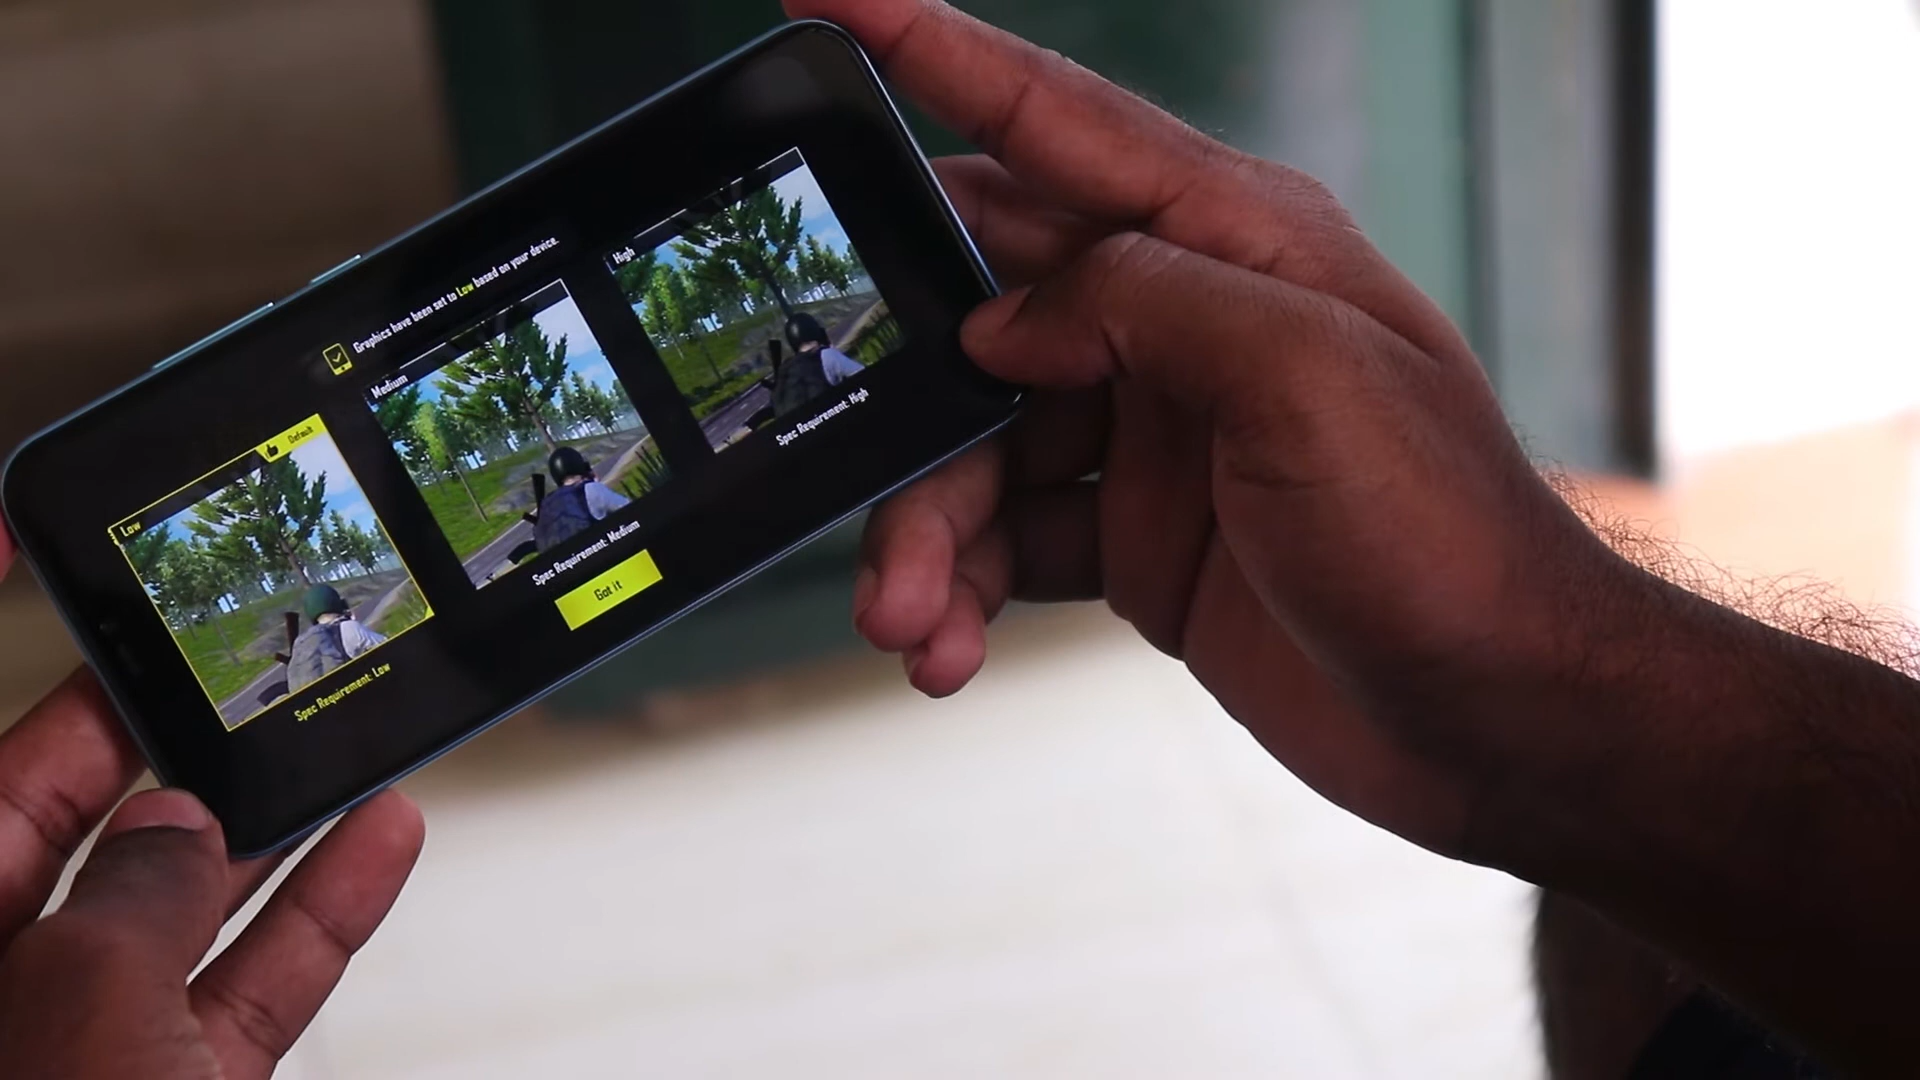 Graphics have been set to Low based on your device.
Low
Default
Medium
High
Spec Requirement: Low
Spec Requirement: Medium
Spec Requirement: High
Got it